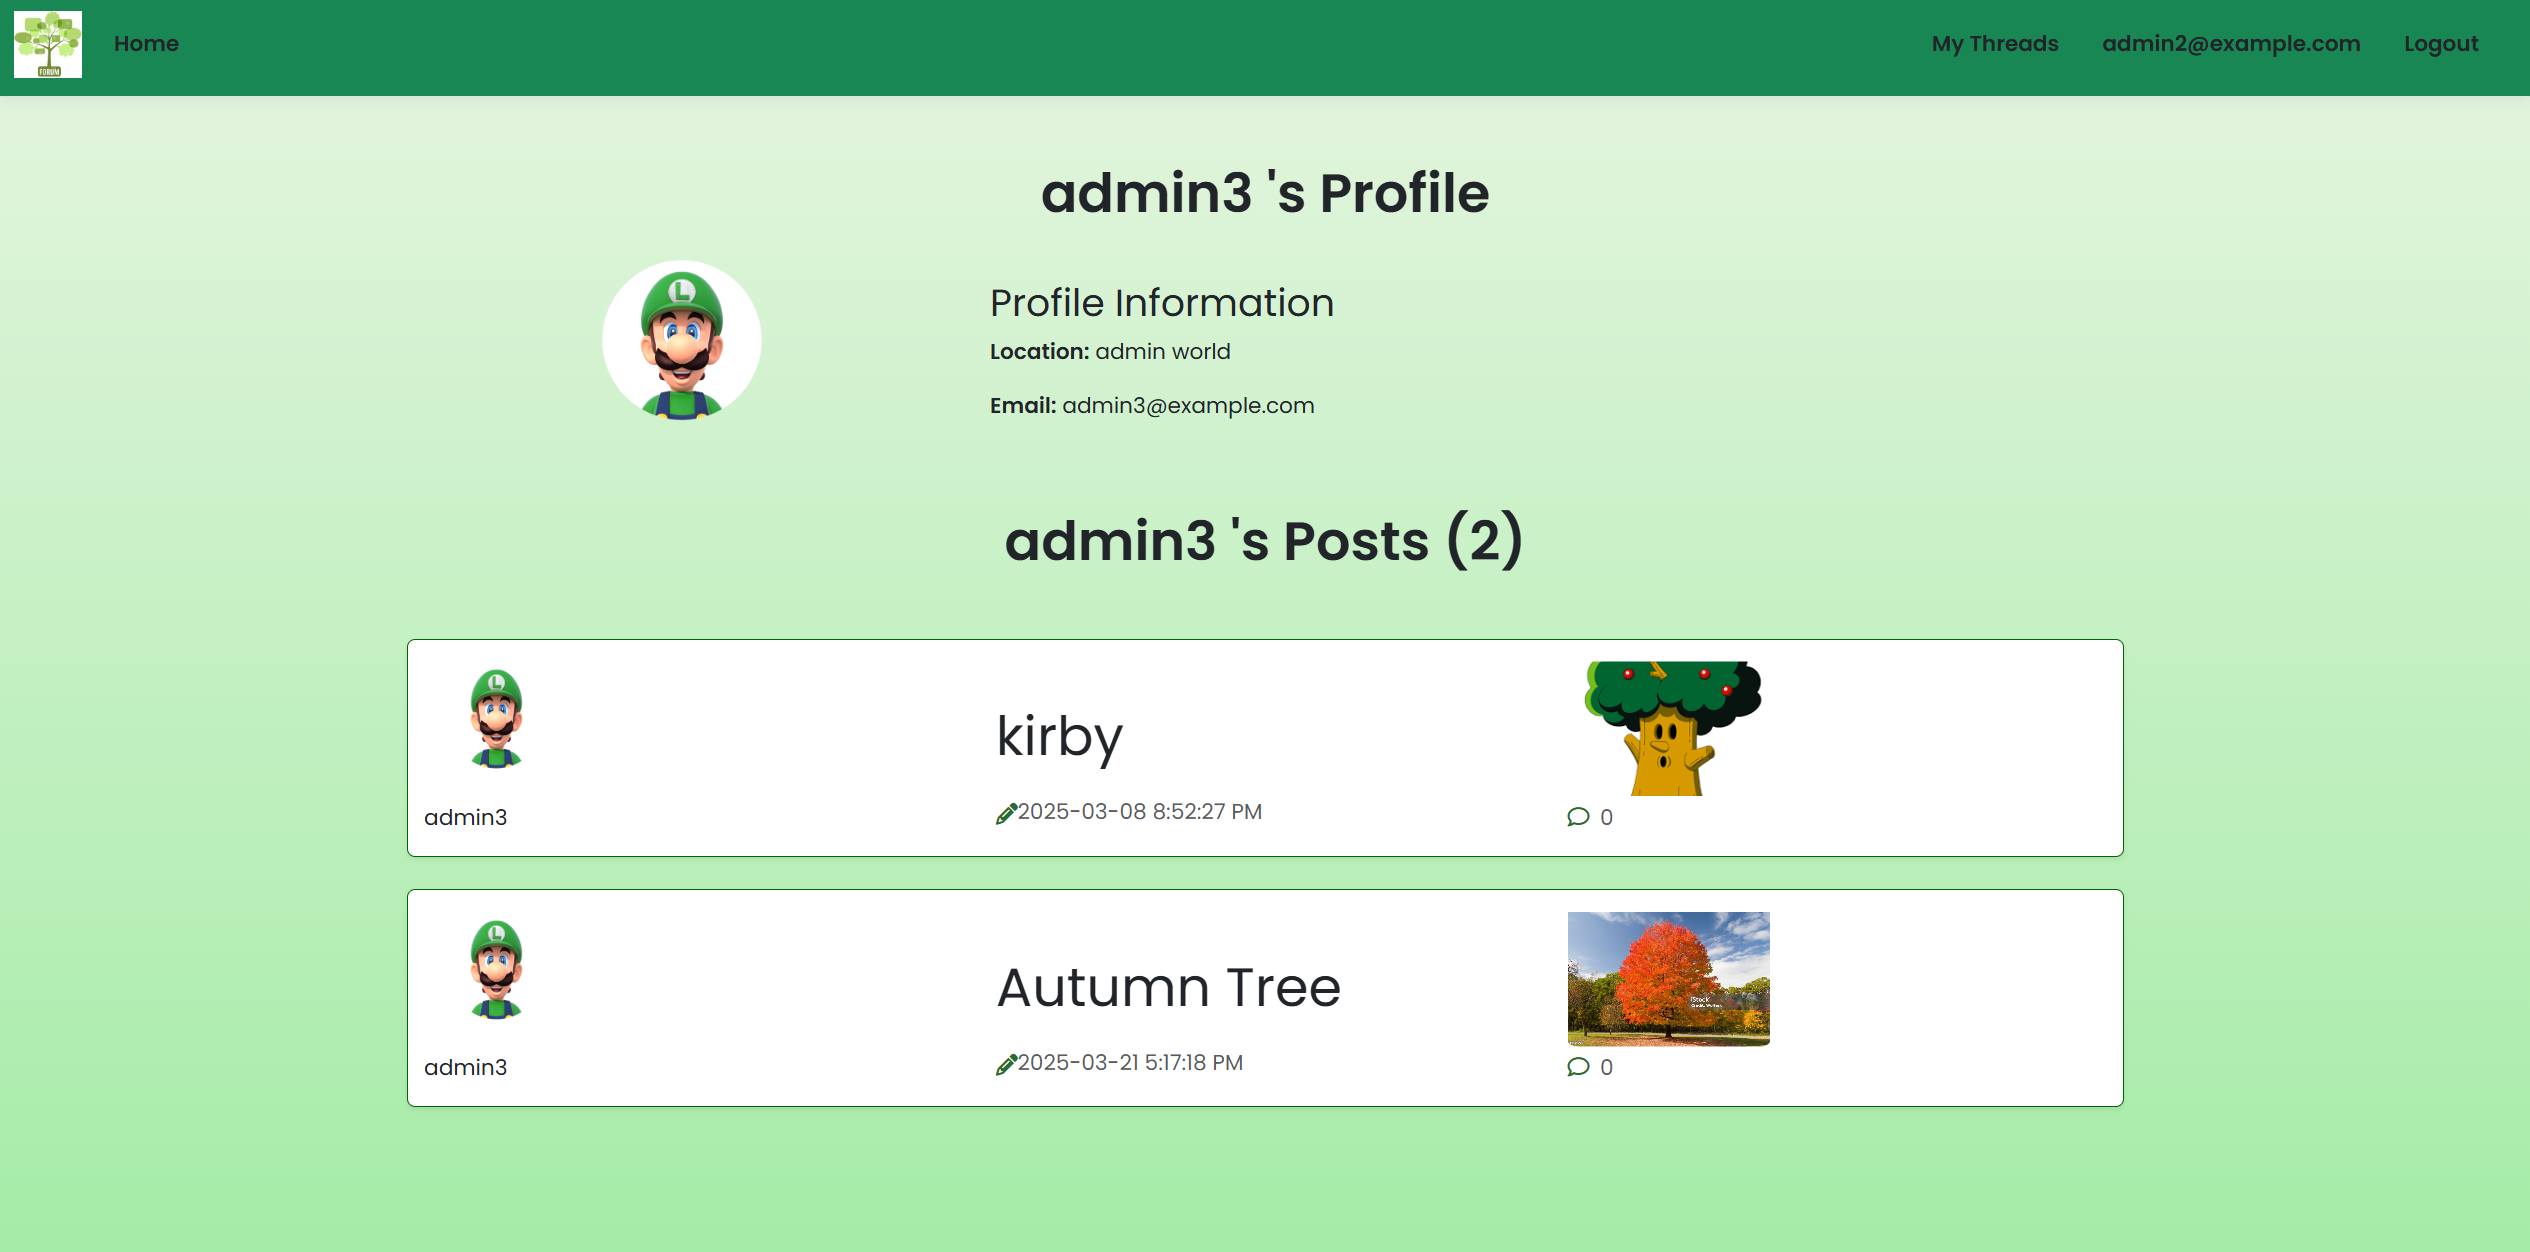 FORUM
Home
My Threads
admin2@example.com
Logout
admin3 's Profile
L
Profile Information
Location: admin world
Email: admin3@example.com
admin3 's Posts (2)
L
kirby
admin3
2025-03-08 8:52:27 PM
0
L
Autumn Tree
iStock
admin3
2025-03-21 5:17:18 PM
0